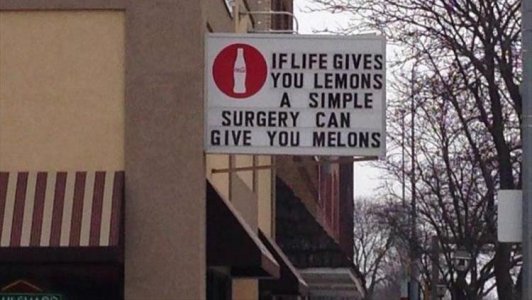 IF LIFE GIVES
YOU LEMONS
A SIMPLE
SURGERY CAN
GIVE YOU MELONS